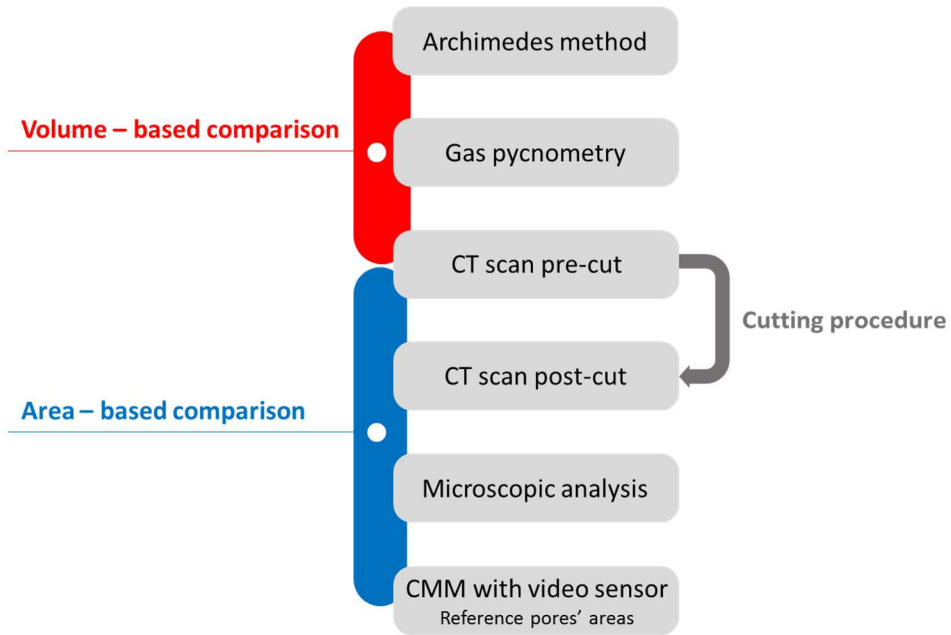 Archimedes method
Volume – based comparison
Gas pycnometry
CT scan pre-cut
Cutting procedure
CT scan post-cut
Area – based comparison
Microscopic analysis
CMM with video sensor
Reference pores’ areas